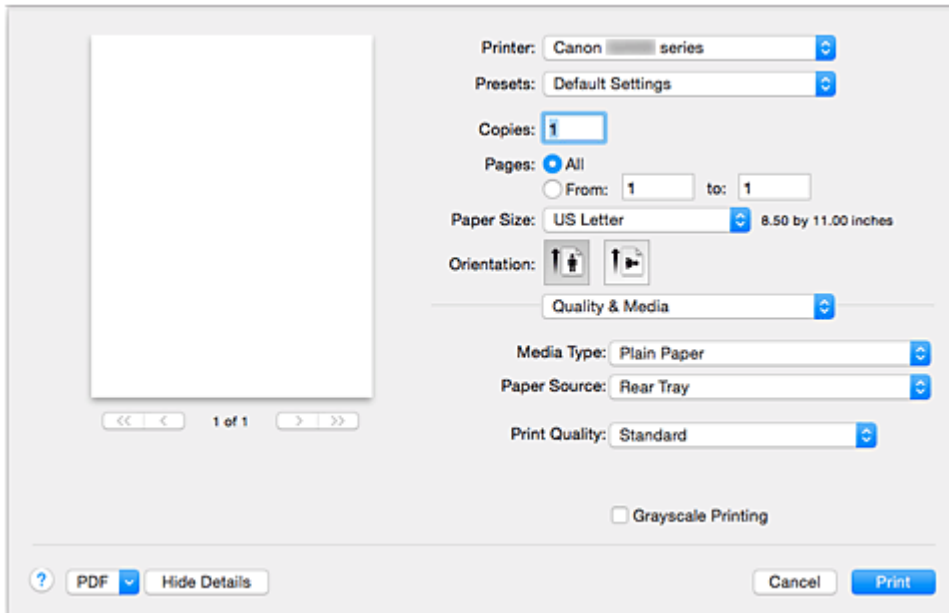 Printer: Canon series
Presets: Default Settings
Copies: 1
Pages: All
From: 1 to: 1
Paper Size: US Letter 8.50 by 11.00 inches
Orientation:
Quality & Media
Media Type: Plain Paper
Paper Source: Rear Tray
<< < 1 of 1 > >>
Print Quality: Standard
Grayscale Printing
? PDF Hide Details Cancel Print